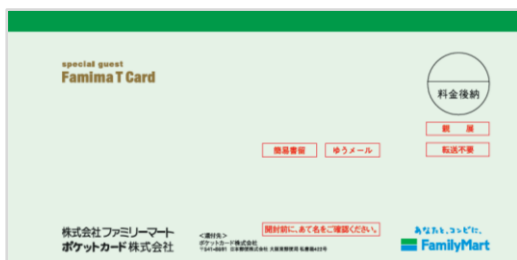 special guest
Famima T Card
料金後納
親 展
簡易書留 ゆうメール 転送不要
開封前に、あて名をご確認ください。
株式会社ファミリーマート
ポケットカード株式会社
<還付先>
ポケットカード株式会社
あなたと、コンビに、
FamilyMart